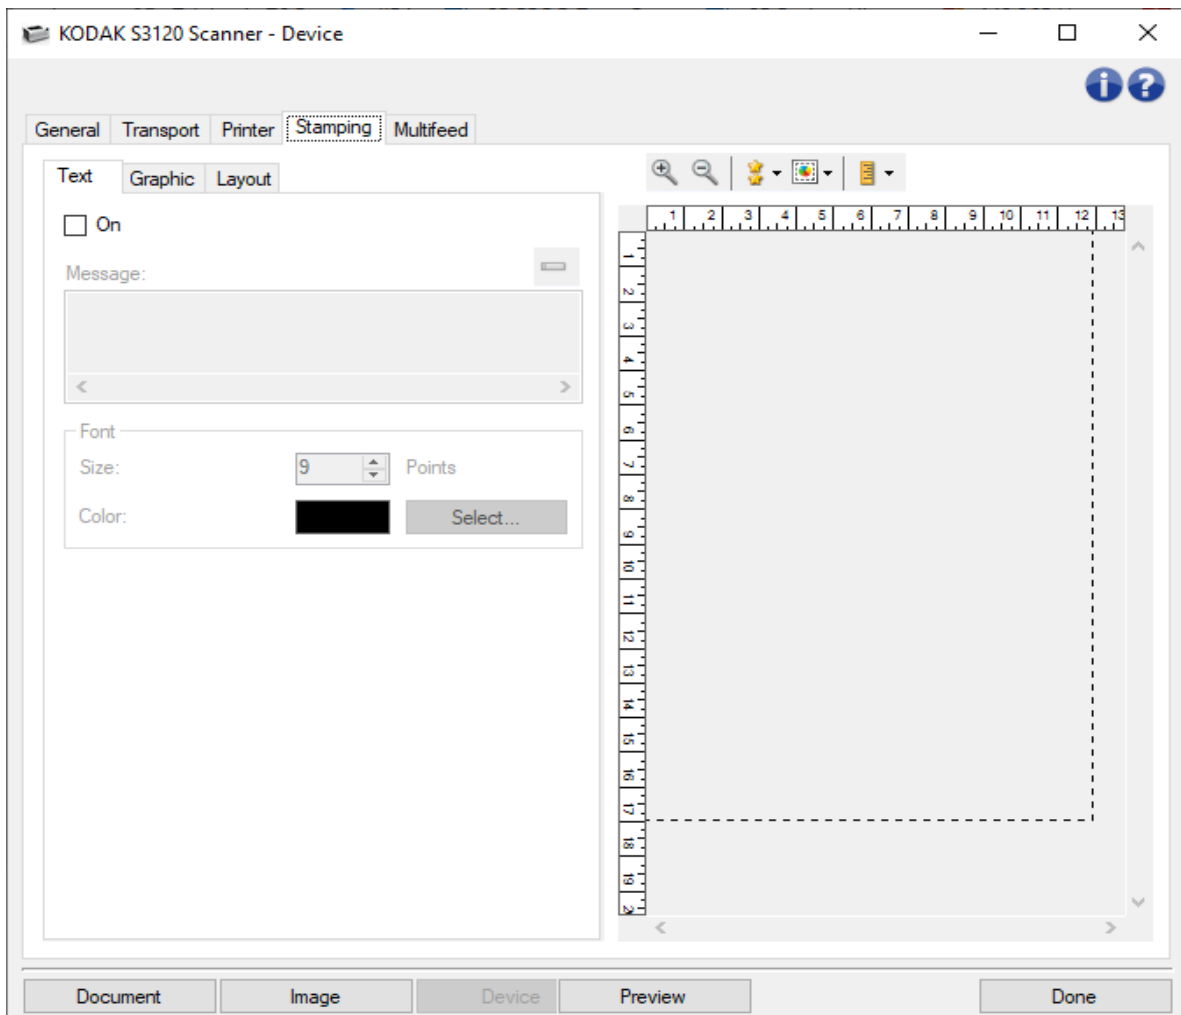 KODAK S3120 Scanner - Device
General Transport Printer Stamping Multifeed
Text Graphic Layout
On
Message:
Font
Size: 9 Points
Color: Select...
1 2 3 4 5 6 7 8 9 10 11 12 13
1
2
3
4
5
6
7
8
9
10
11
12
13
14
15
16
17
18
19
Document Image Device Preview Done